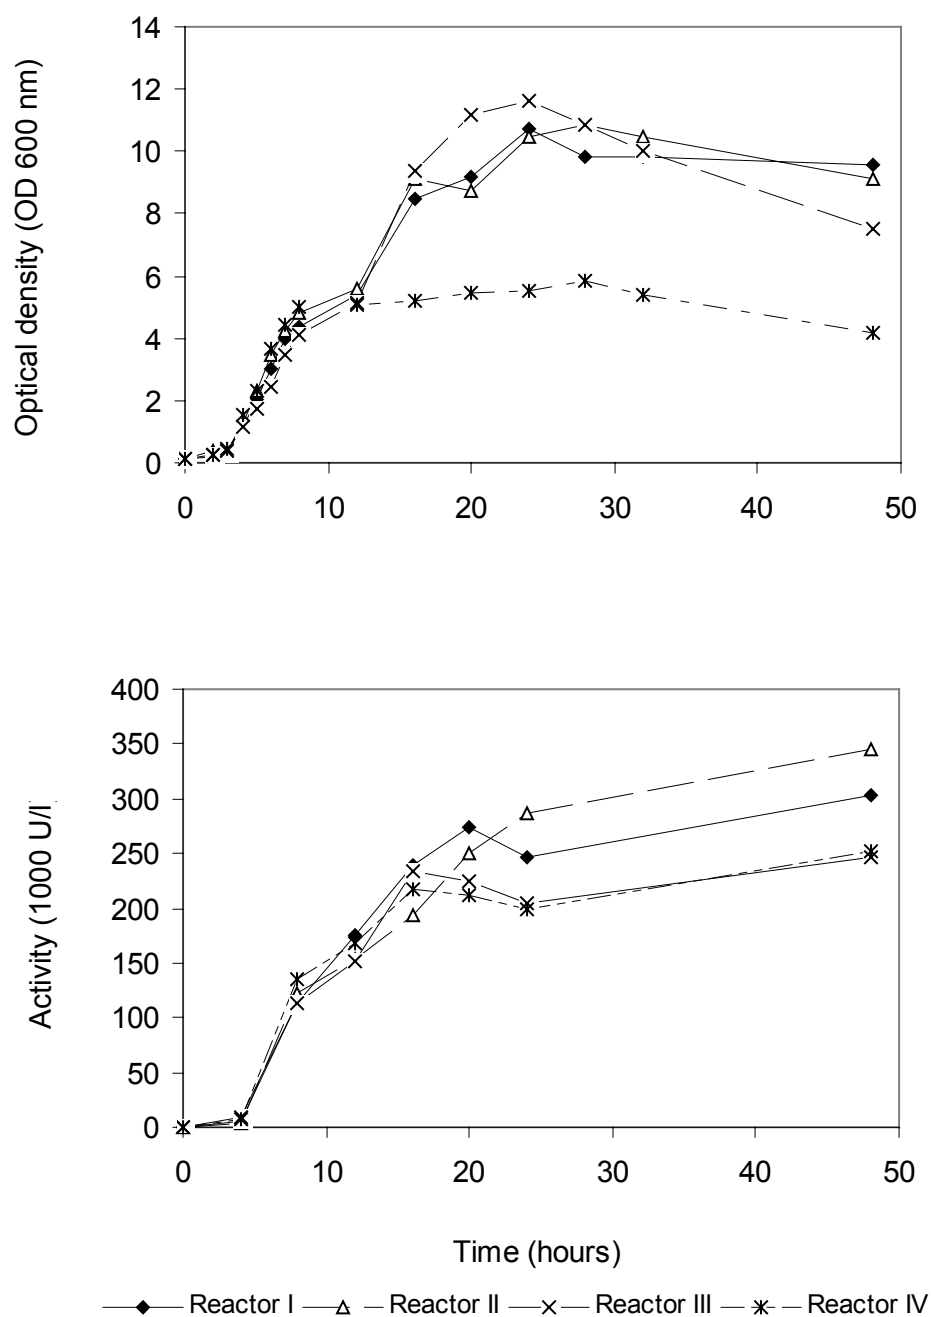 Optical density (OD 600 nm)
14
12
10
8
6
4
2
0
0 10 20 30 40 50
Activity (1000 U/l
400
350
300
250
200
150
100
50
0
0 10 20 30 40 50
Time (hours)
Reactor I Reactor II Reactor III Reactor IV